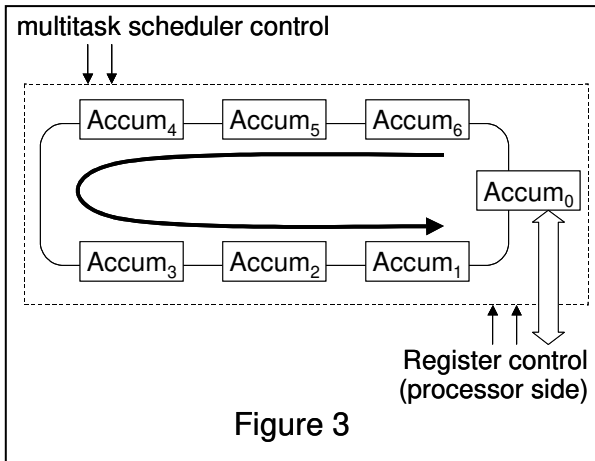 multitask scheduler control
Accum₄ Accum₅ Accum₆
Accum₀
Accum₃ Accum₂ Accum₁
Register control
(processor side)
Figure 3